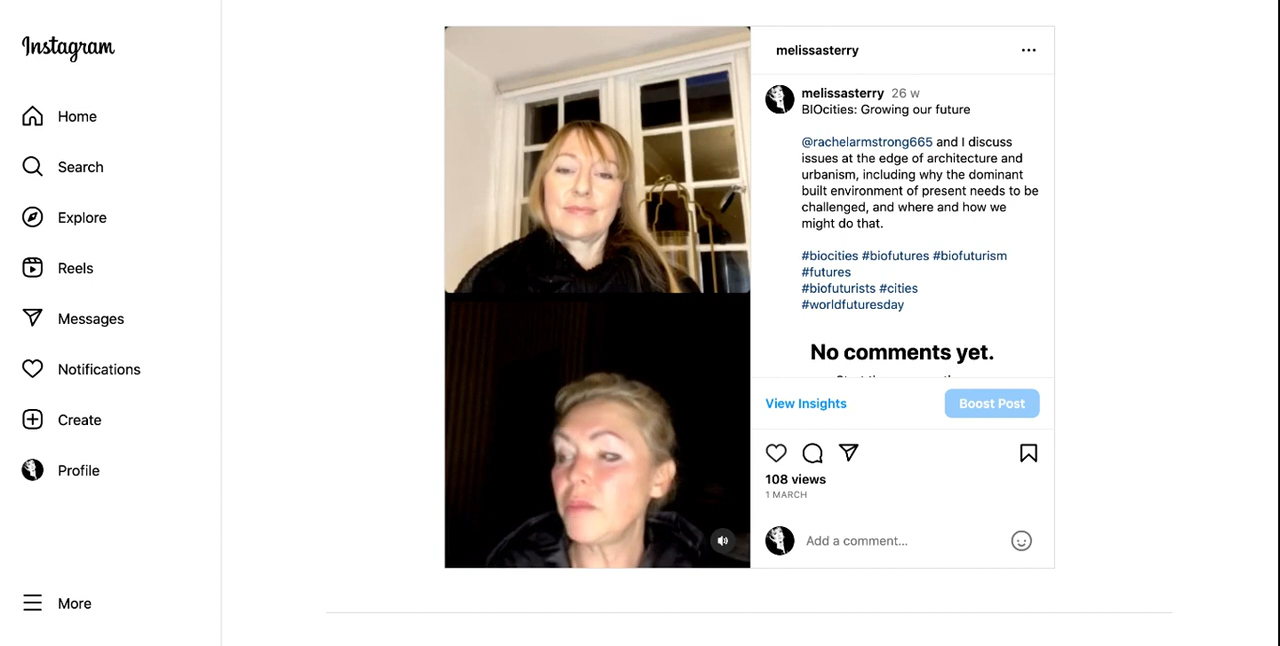 Instagram
Home
Search
Explore
Reels
Messages
Notifications
Create
Profile
More
melissasterry
melissasterry 26 w
BIOcities: Growing our future
@rachelarmstrong665 and I discuss
issues at the edge of architecture and
urbanism, including why the dominant
built environment of present needs to be
challenged, and where and how we
might do that.
#biocities #biofutures #biofuturism
#futures
#biofuturists #cities
#worldfuturesday
No comments yet.
View Insights
Boost Post
108 views
1 MARCH
Add a comment...